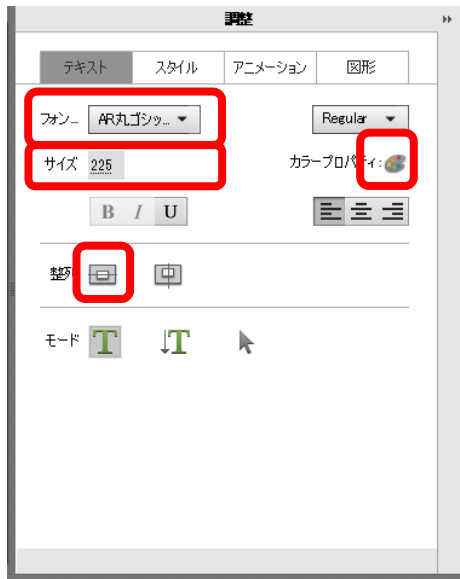 調整
テキスト スタイル アニメーション 図形
フォン... AR丸ゴシッ... Regular
サイズ 225 カラープロパティ:
B I U
整列
モード T T